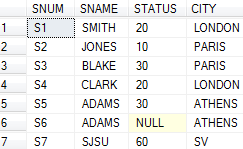 SNUM SNAME STATUS CITY
1 S1 SMITH 20 LONDON
2 S2 JONES 10 PARIS
3 S3 BLAKE 30 PARIS
4 S4 CLARK 20 LONDON
5 S5 ADAMS 30 ATHENS
6 S6 ADAMS NULL ATHENS
7 S7 SJSU 60 SV